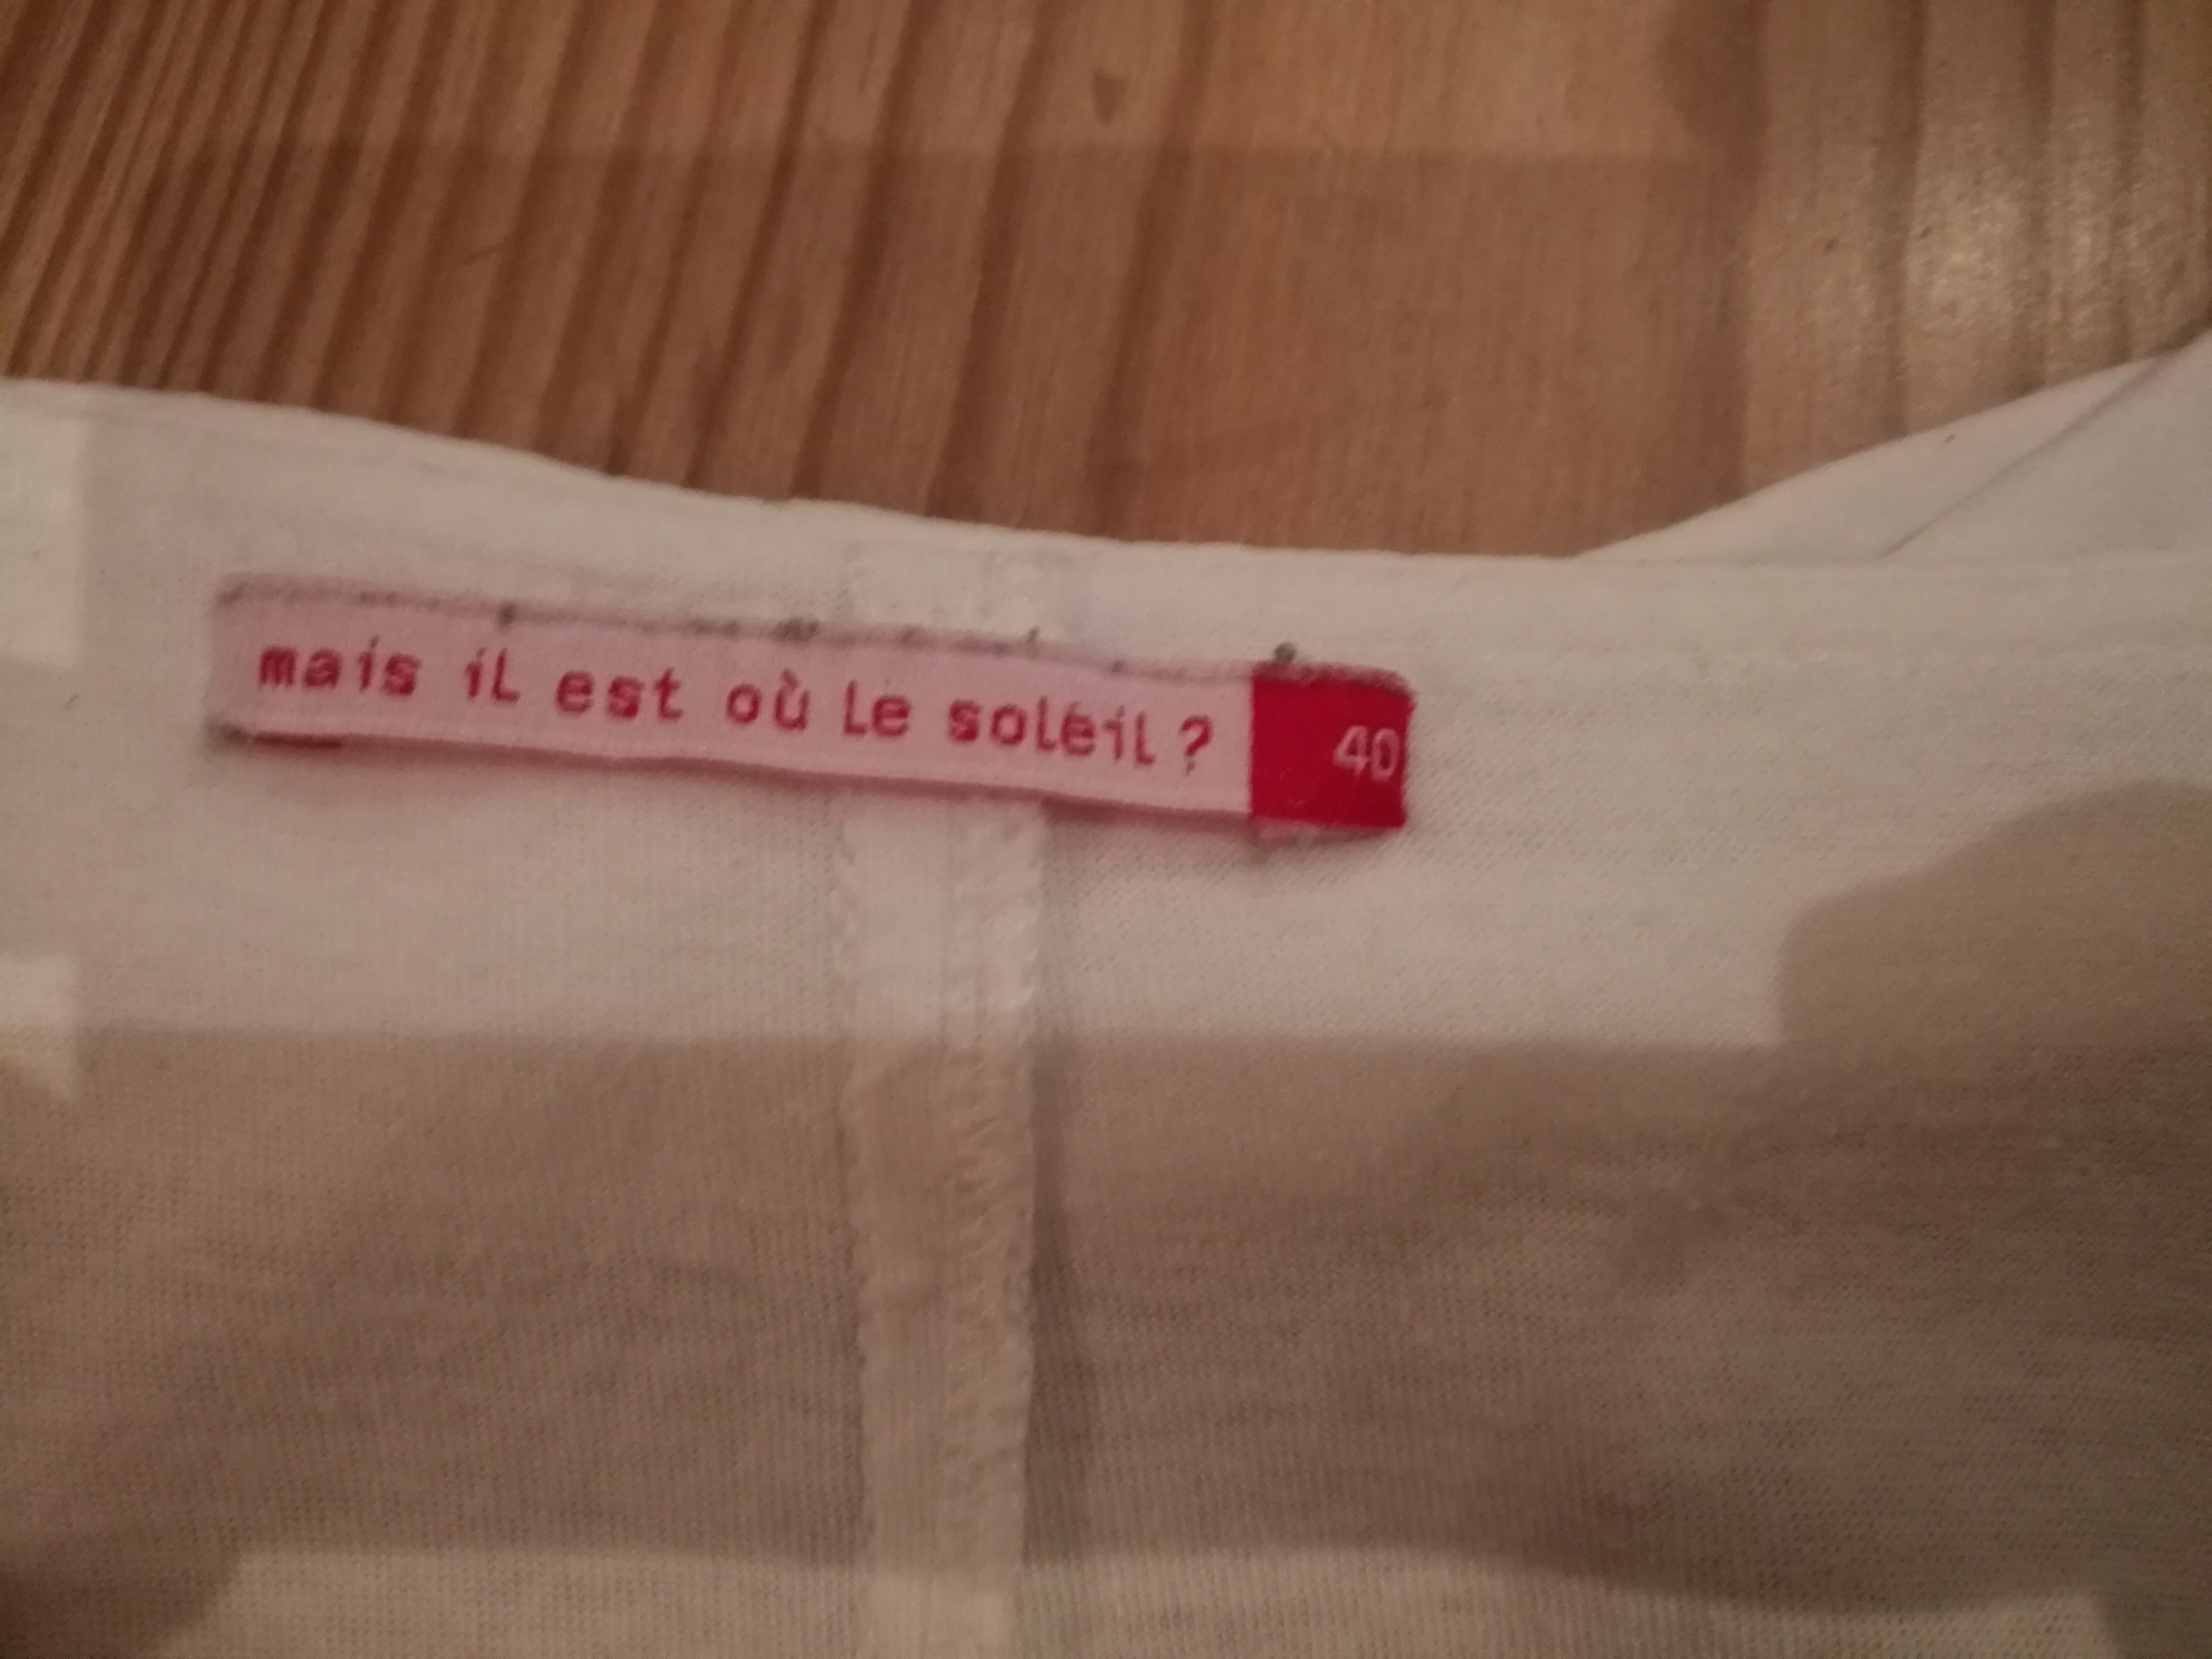 mais il est où le soleil ? 40